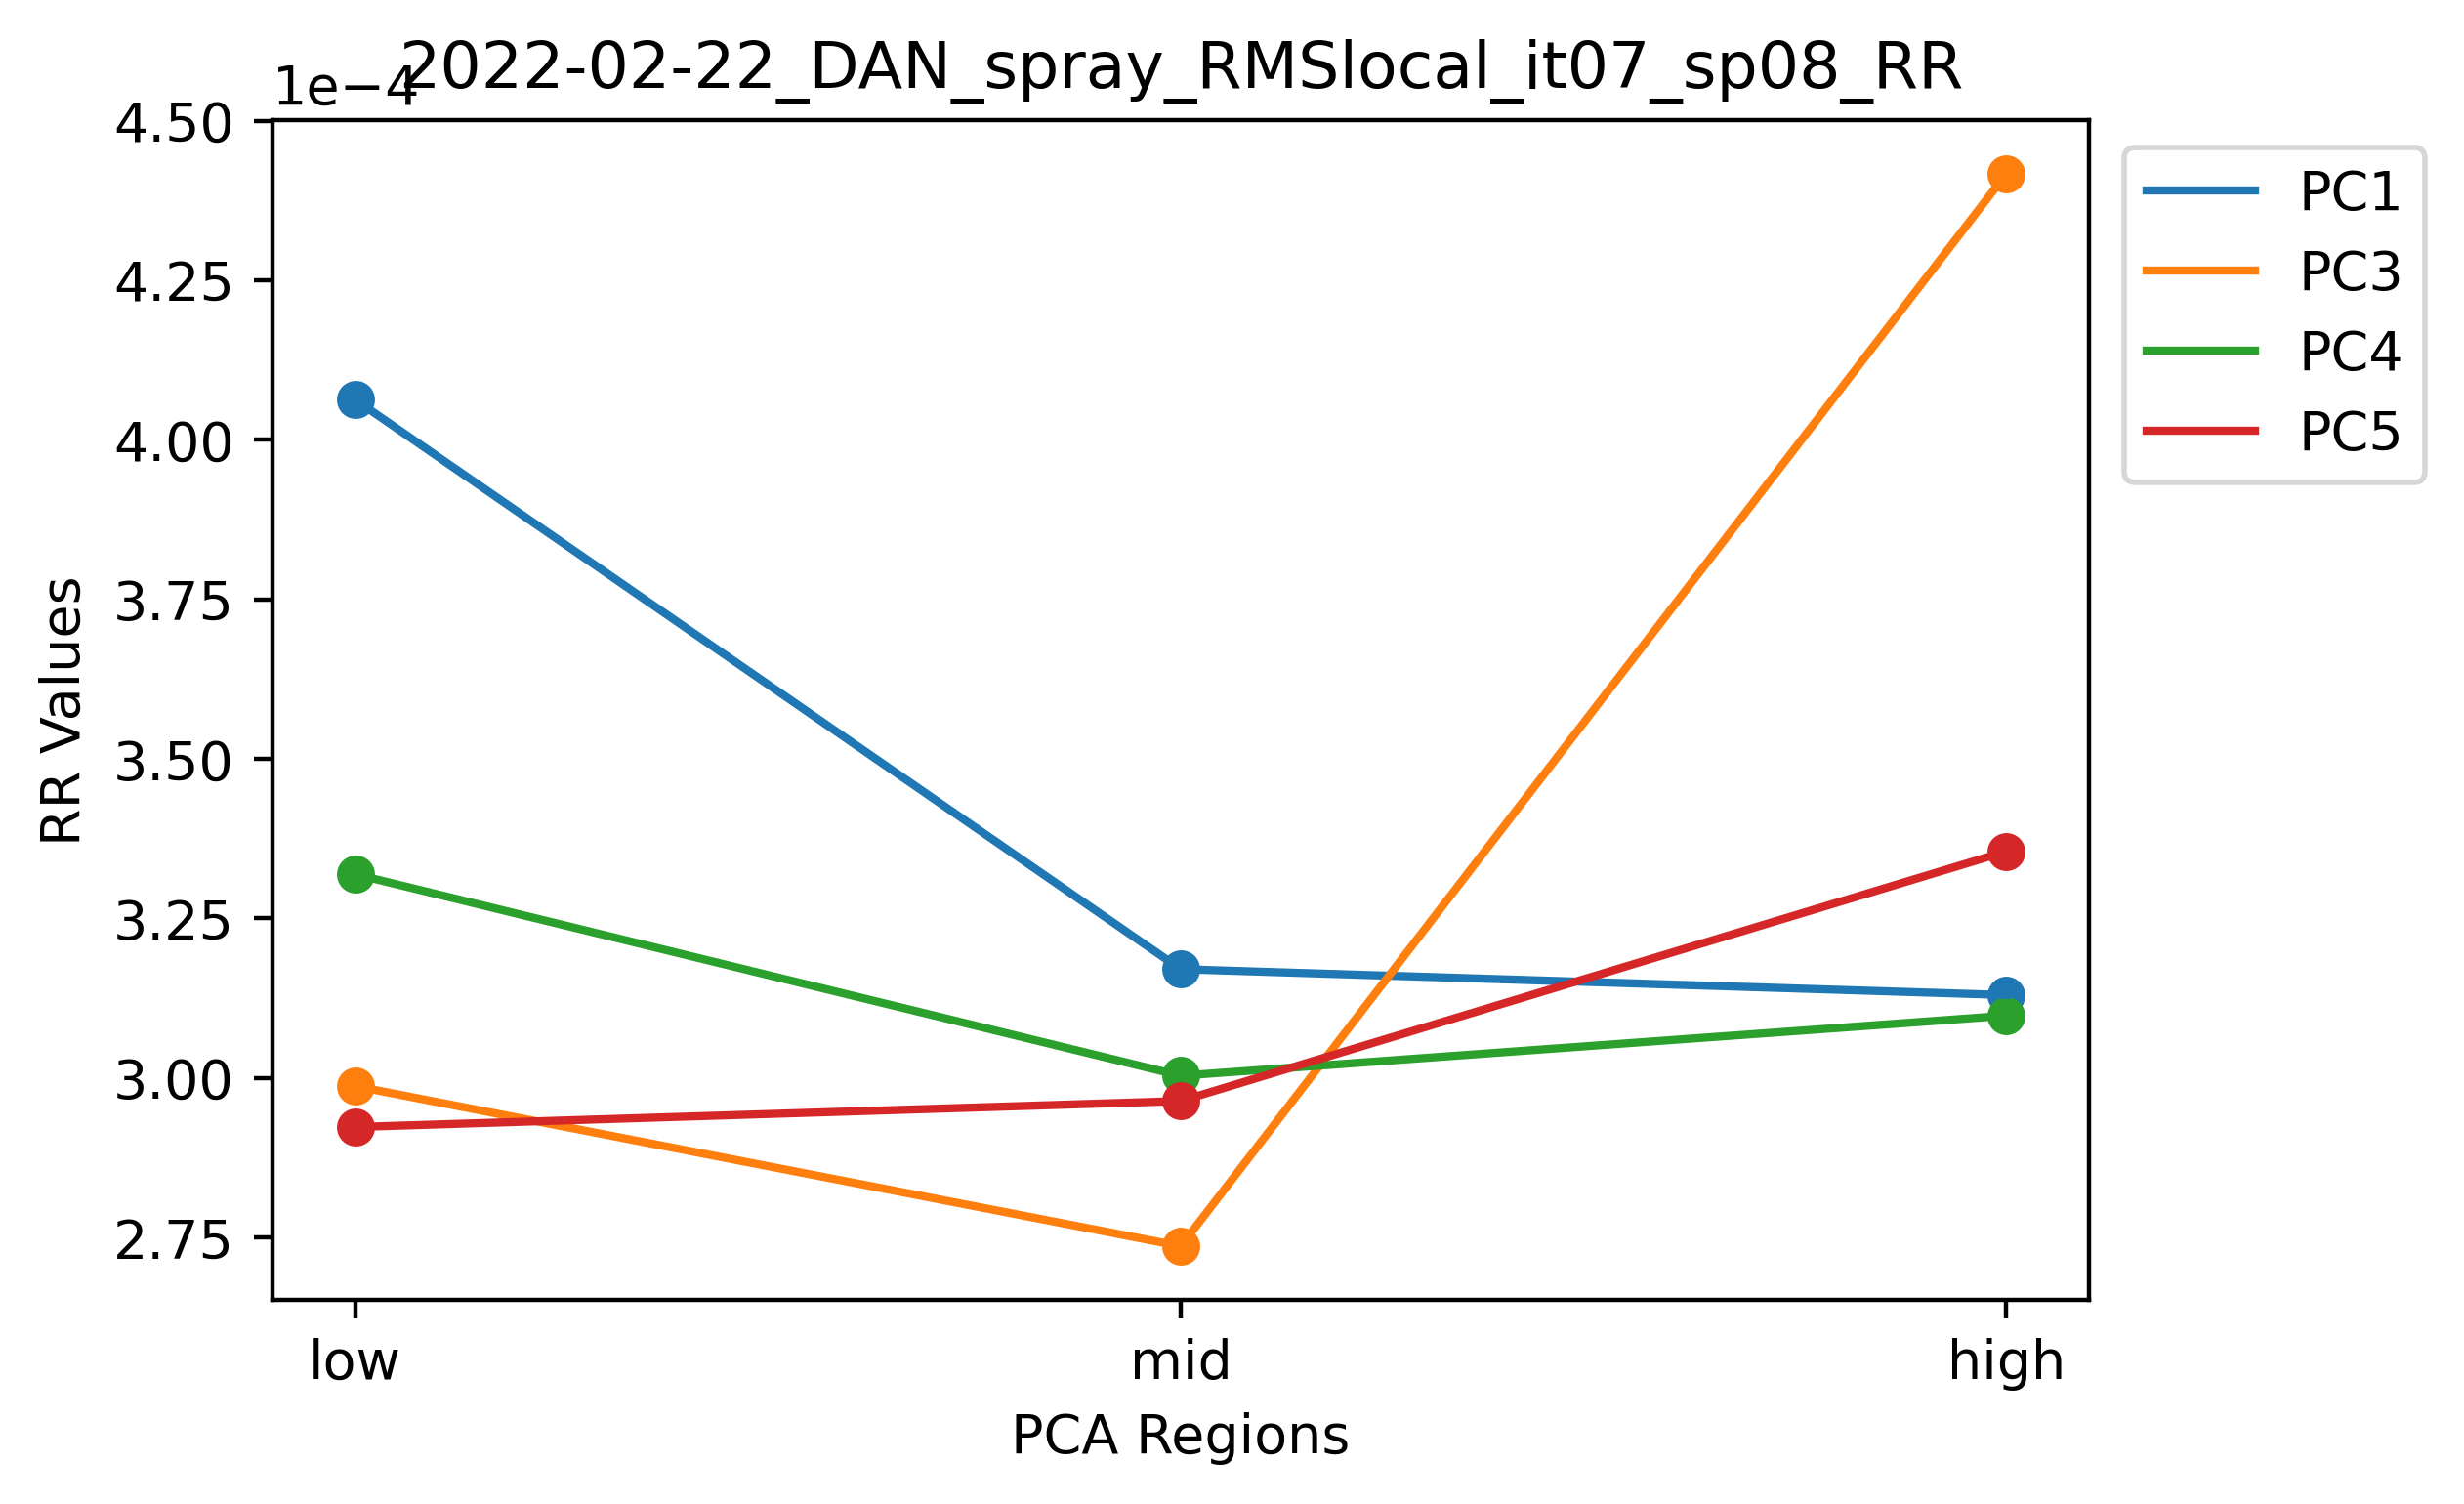 2022-02-22_DAN_spray_RMSlocal_it07_sp08_RR
1e−4
4.50
4.25
4.00
3.75
3.50
3.25
3.00
2.75
RR Values
low
mid
high
PCA Regions
PC1
PC3
PC4
PC5